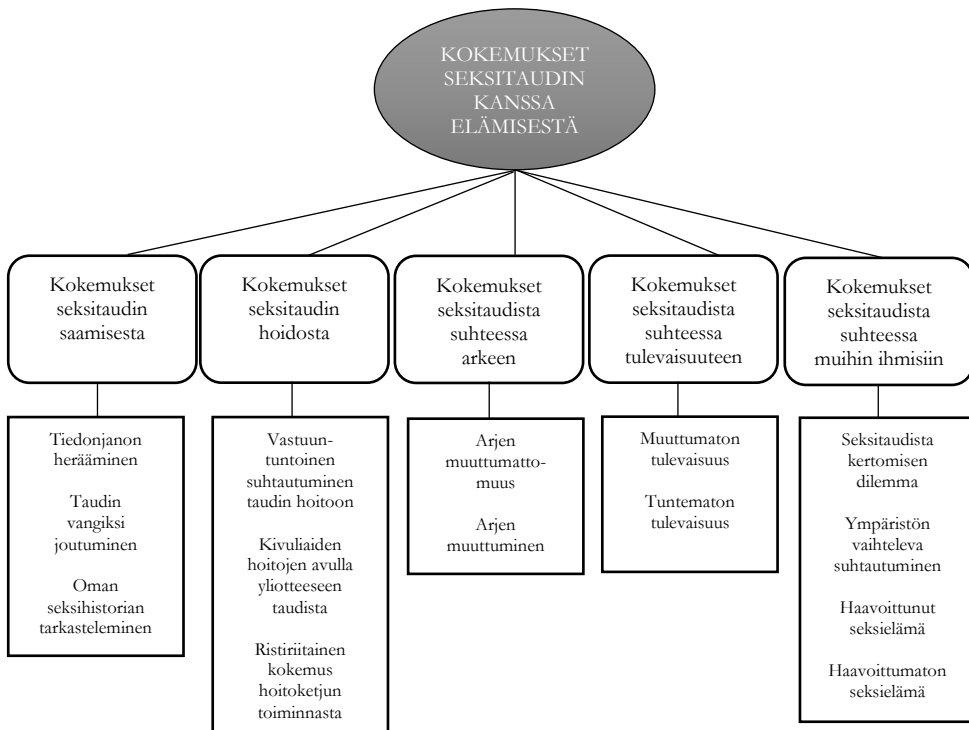 KOKEMUKSET
SEKSITAUDIN
KANSSA
ELÄMISESTÄ
Kokemukset
seksitaudin
saamisesta
Kokemukset
seksitaudin
hoidosta
Kokemukset
seksitaudista
suhteessa
arkeen
Kokemukset
seksitaudista
suhteessa
tulevaisuuteen
Kokemukset
seksitaudista
suhteessa
muihin ihmisiin
Tiedonjanon
herääminen
Taudin
vangiksi
joutuminen
Oman
seksihistorian
tarkasteleminen
Vastuun-
tuntoinen
suhtautuminen
taudin hoitoon
Kivuliaiden
hoitojen avulla
yliotteeseen
taudista
Ristiriitainen
kokemus
hoitoketjun
toiminnasta
Arjen
muuttumatto-
muus
Arjen
muuttuminen
Muuttumaton
tulevaisuus
Tuntematon
tulevaisuus
Seksitaudista
kertomisen
dilemma
Ympäristön
vaihteleva
suhtautuminen
Haavoittunut
seksielämä
Haavoittumaton
seksielämä